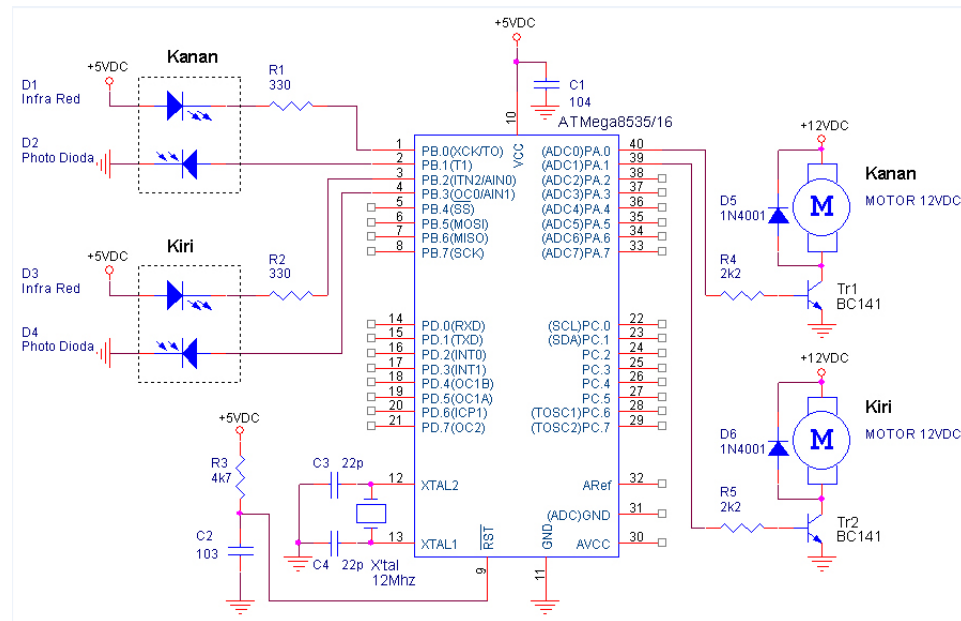 +5VDC
Kanan
+5VDC
D1
Infra Red
R1
330
D2
Photo Dioda
Kiri
+5VDC
D3
Infra Red
R2
330
D4
Photo Dioda
+5VDC
R3
4k7
C2
103
C3 22p
C4 22p
X'tal
12Mhz
C1
104
ATMega8535/16
10
VCC
1 PB.0(XCK/TO)
2 PB.1(T1)
3 PB.2(ITN2/AIN0)
4 PB.3(OC0/AIN1)
5 PB.4(SS)
6 PB.5(MOSI)
7 PB.6(MISO)
8 PB.7(SCK)
14 PD.0(RXD)
15 PD.1(TXD)
16 PD.2(INT0)
17 PD.3(INT1)
18 PD.4(OC1B)
19 PD.5(OC1A)
20 PD.6(ICP1)
21 PD.7(OC2)
12 XTAL2
13 XTAL1
RST
9
GND
11
(ADC0)PA.0 40
(ADC1)PA.1 39
(ADC2)PA.2 38
(ADC3)PA.3 37
(ADC4)PA.4 36
(ADC5)PA.5 35
(ADC6)PA.6 34
(ADC7)PA.7 33
(SCL)PC.0 22
(SDA)PC.1 23
PC.2 24
PC.3 25
PC.4 26
PC.5 27
(TOSC1)PC.6 28
(TOSC2)PC.7 29
ARef 32
(ADC)GND 31
AVCC 30
+12VDC
Kanan
M
MOTOR 12VDC
D5
1N4001
R4
2k2
Tr1
BC141
+12VDC
Kiri
M
MOTOR 12VDC
D6
1N4001
R5
2k2
Tr2
BC141